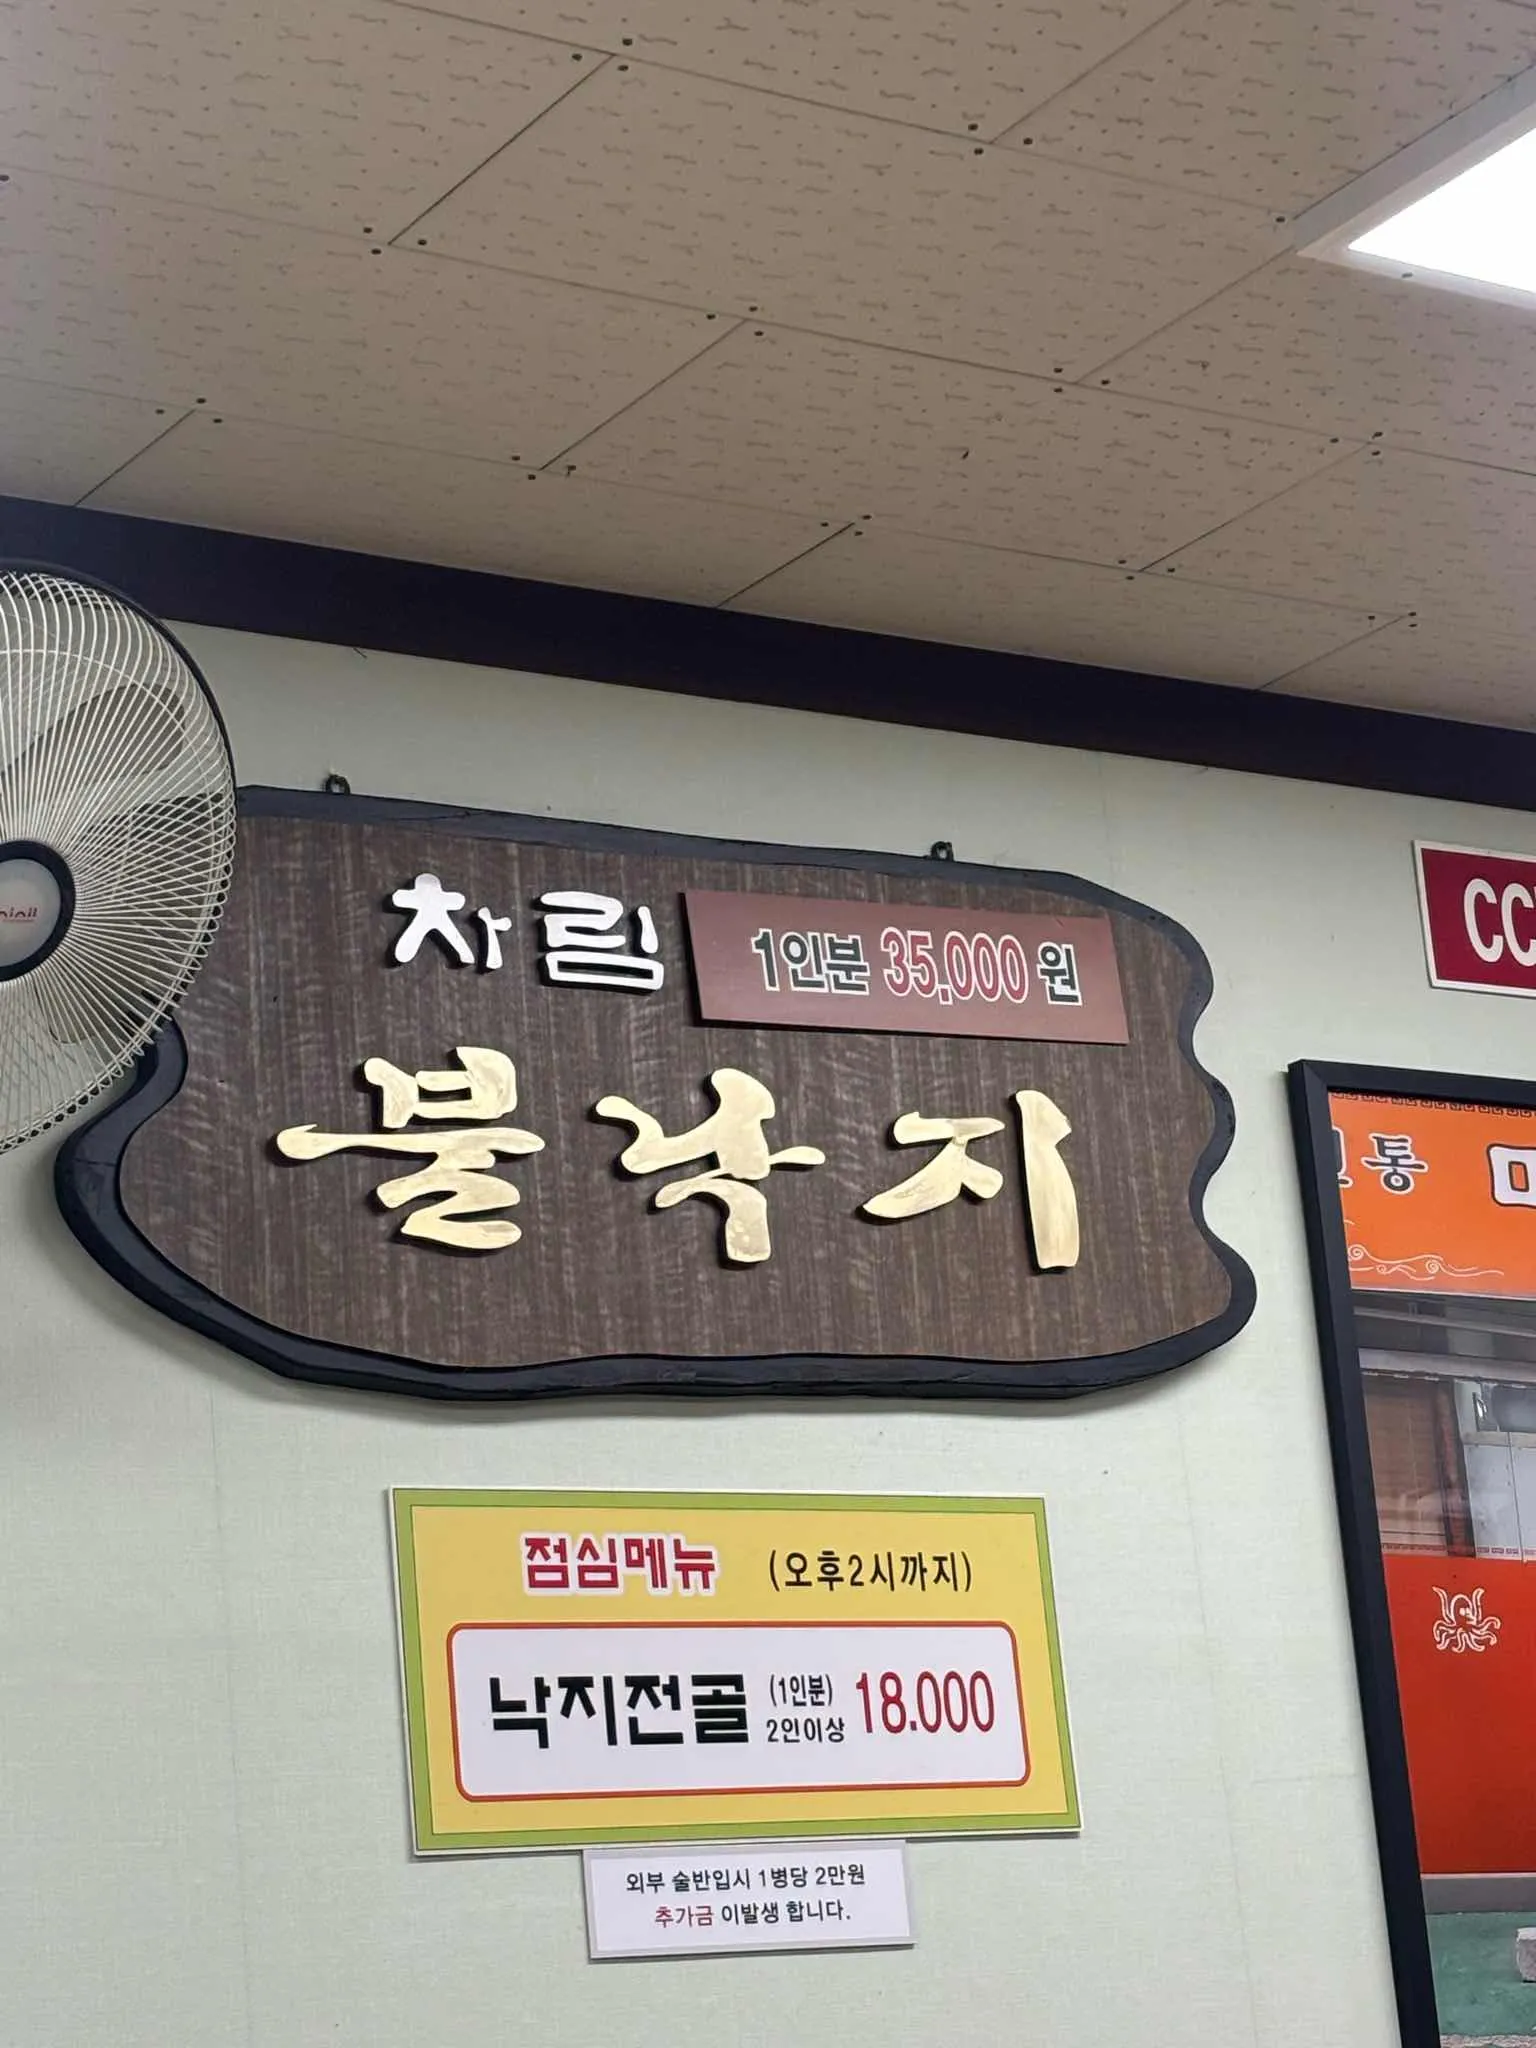 차림
1인분 35,000 원
불낙지
점심메뉴 (오후2시까지)
낙지전골 (1인분) 2인이상 18.000
외부 술반입시 1병당 2만원
추가금 이발생 합니다.
CC
통